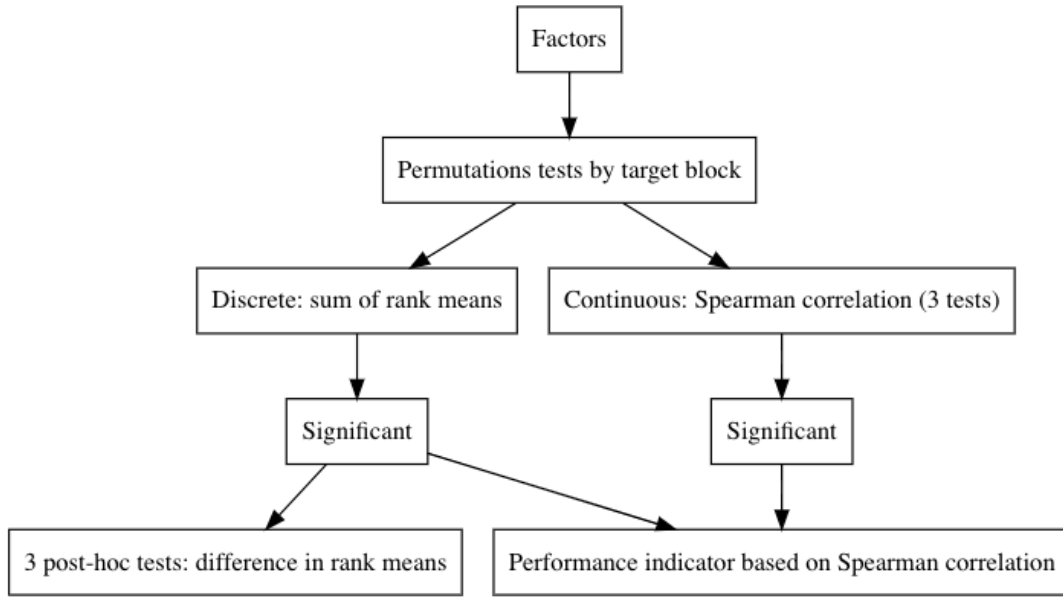 Factors
Permutations tests by target block
Discrete: sum of rank means
Continuous: Spearman correlation (3 tests)
Significant
Significant
3 post-hoc tests: difference in rank means
Performance indicator based on Spearman correlation